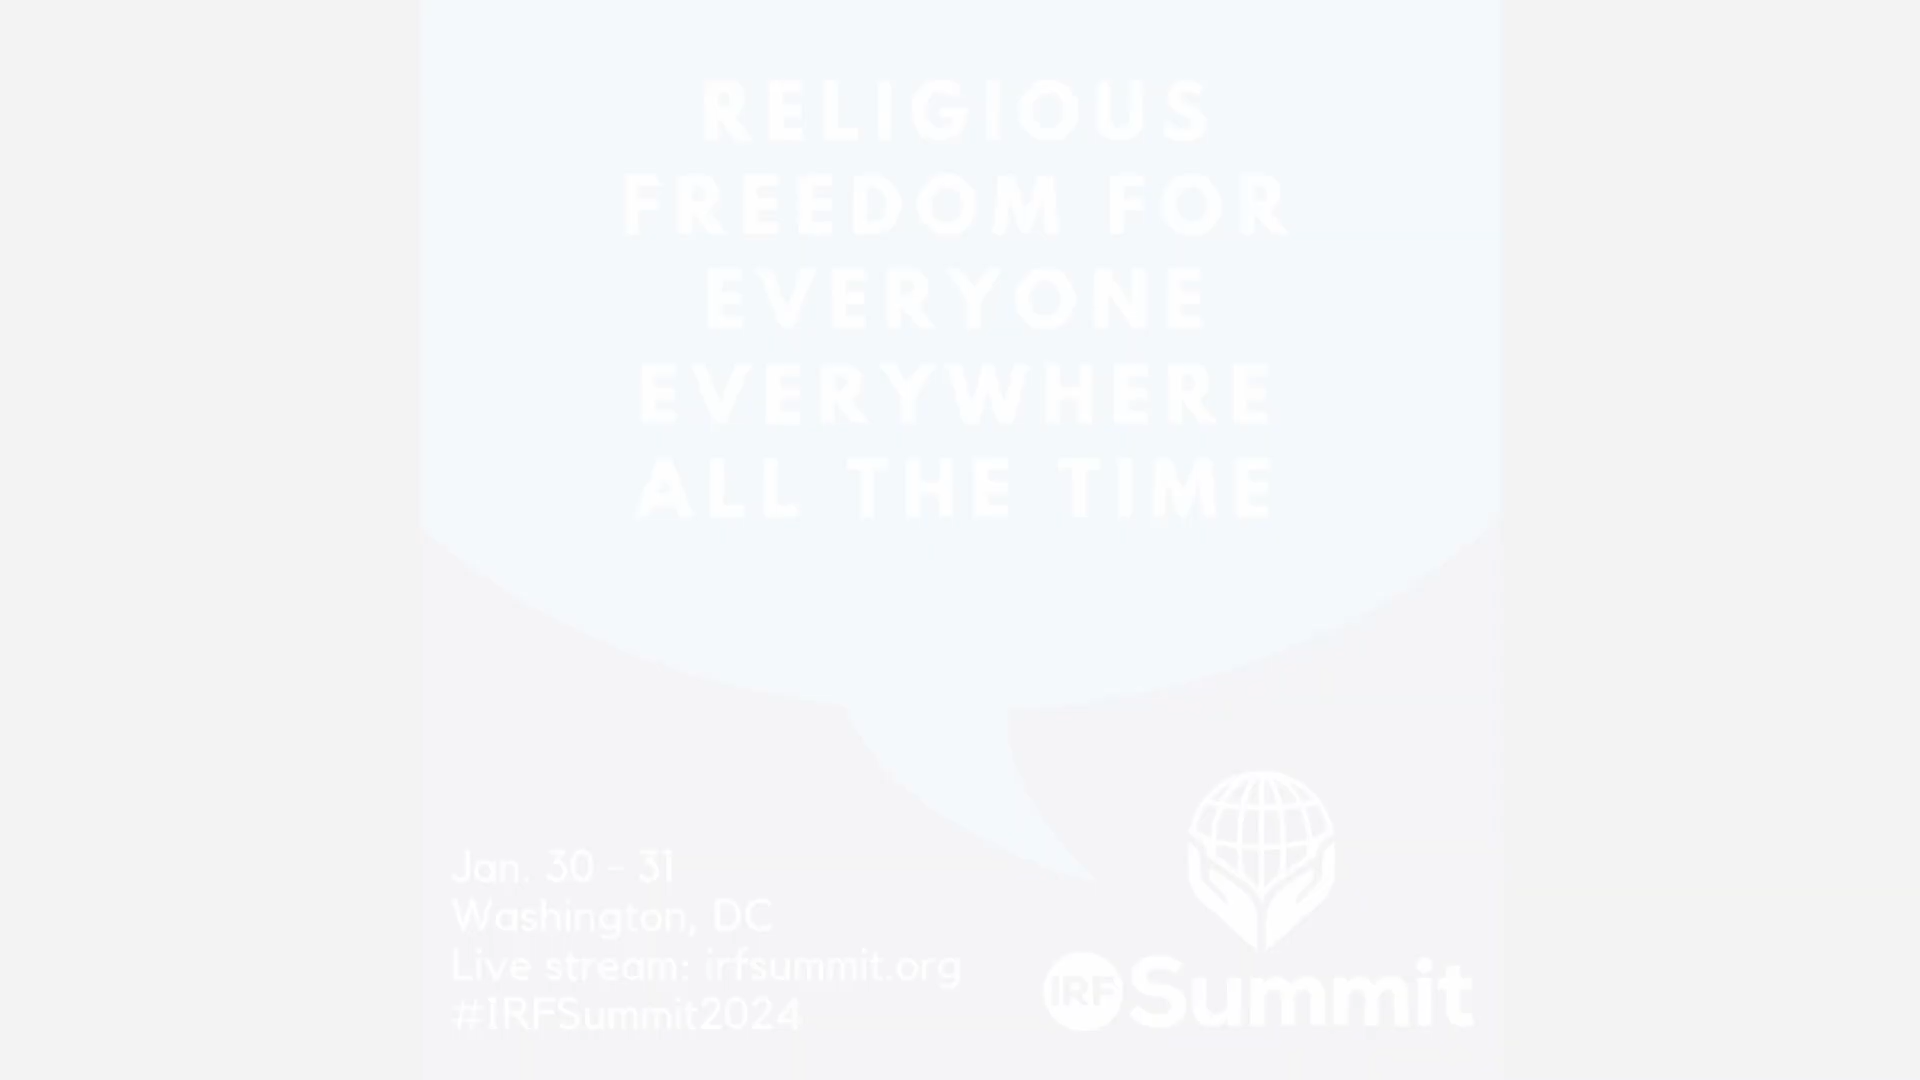 RELIGIOUS
FREEDOM FOR
EVERYONE
EVERYWHERE
ALL THE TIME
Jan. 30 - 31
Washington, DC
Live stream: irfsummit.org
#IRFSummit2024
IRF Summit